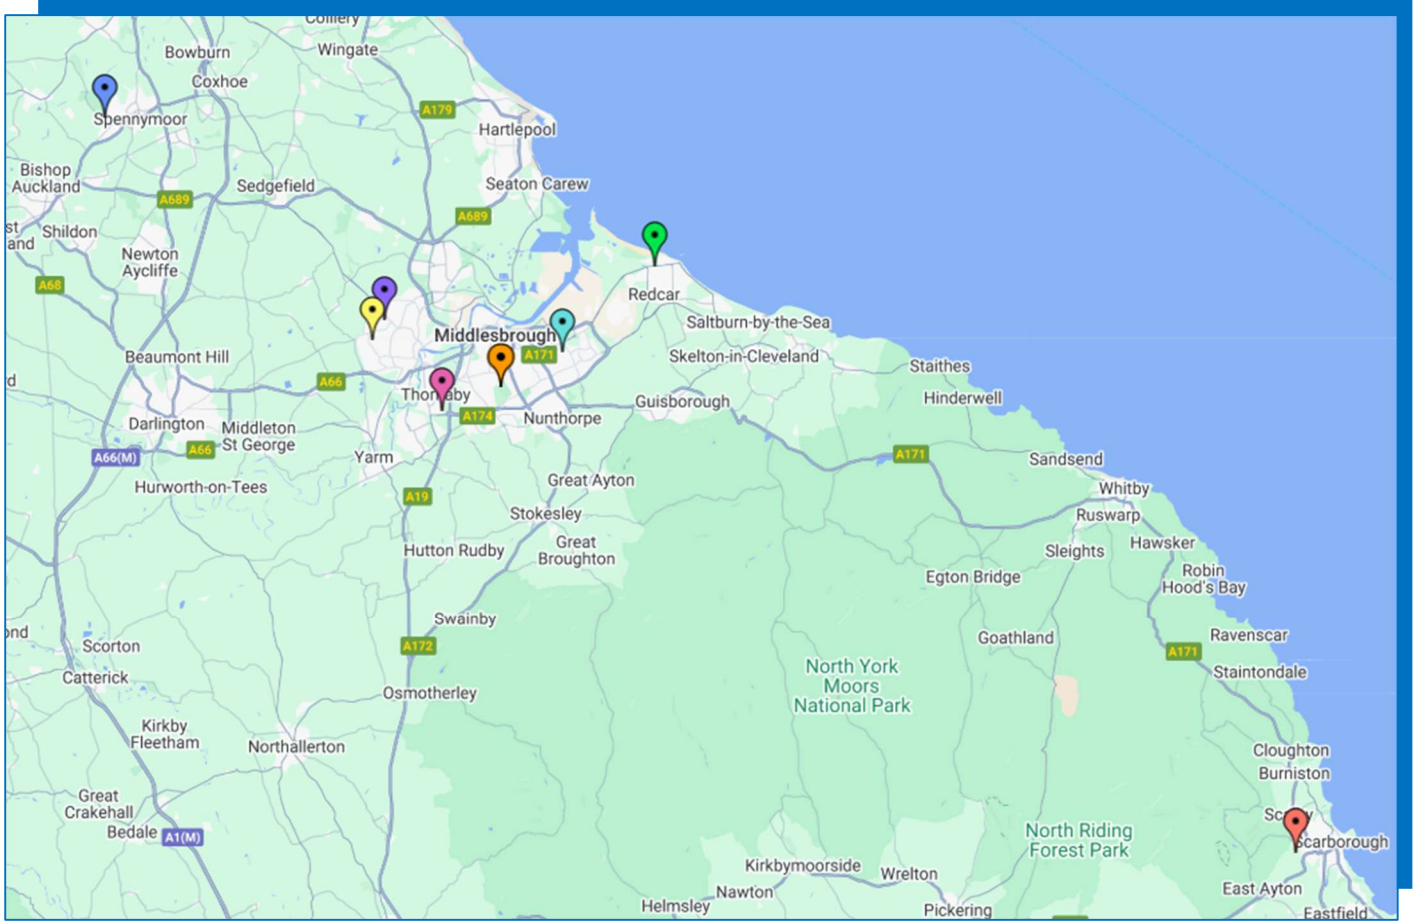 Colliery
Bowburn
Wingate
Coxhoe
A179
Spennymoor
Hartlepool
Bishop
Auckland
Sedgefield
Seaton Carew
A689
A689
st
and
Shildon
Newton
Aycliffe
A68
Redcar
Middlesbrough
Saltburn-by-the-Sea
Beaumont Hill
A171
Skelton-in-Cleveland
Staithes
d
A66
Thornaby
Hinderwell
Guisborough
A174
Nunthorpe
Darlington
Middleton
St George
A66
A66(M)
Yarm
A171
Sandsend
Hurworth-on-Tees
Great Ayton
Whitby
A19
Stokesley
Ruswarp
Hutton Rudby
Great
Broughton
Sleights
Hawsker
Egton Bridge
Robin
Hood's Bay
Swainby
ond
Scorton
A172
Goathland
Ravenscar
A171
North York
Moors
National Park
Catterick
Osmotherley
Staintondale
Kirkby
Fleetham
Northallerton
Cloughton
Burniston
Great
Crakehall
Bedale
A1(M)
North Riding
Forest Park
Scalby
Scarborough
Kirkbymoorside
Wrelton
Nawton
East Ayton
Helmsley
Pickering
Eastfield